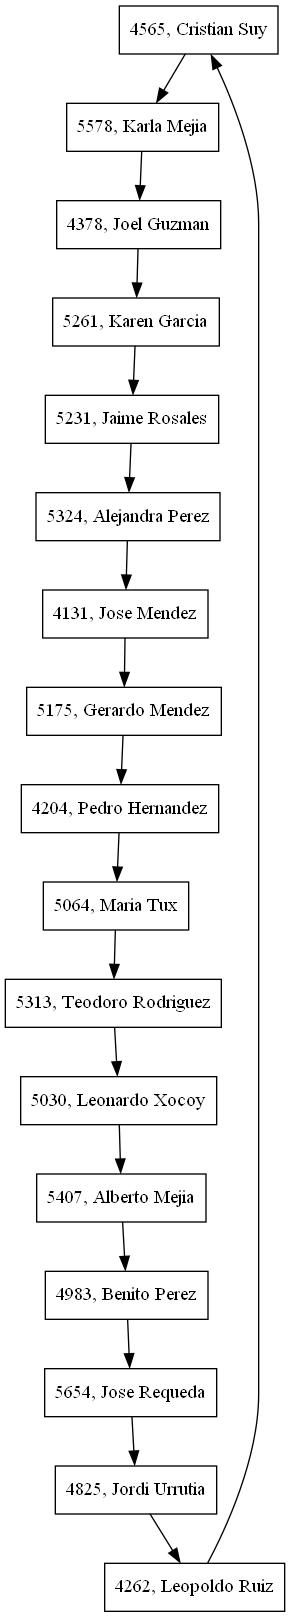 4565, Cristian Suy
5578, Karla Mejia
4378, Joel Guzman
5261, Karen Garcia
5231, Jaime Rosales
5324, Alejandra Perez
4131, Jose Mendez
5175, Gerardo Mendez
4204, Pedro Hernandez
5064, Maria Tux
5313, Teodoro Rodriguez
5030, Leonardo Xocoy
5407, Alberto Mejia
4983, Benito Perez
5654, Jose Requeda
4825, Jordi Urrutia
4262, Leopoldo Ruiz